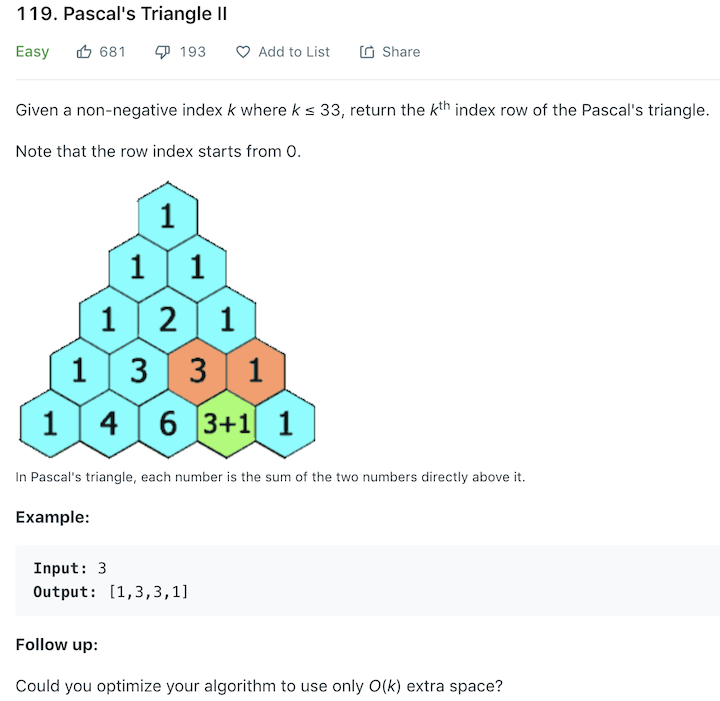 119. Pascal's Triangle II
Easy 681 193 Add to List Share
Given a non-negative index k where k ≤ 33, return the kth index row of the Pascal's triangle.
Note that the row index starts from 0.
1
1 1
1 2 1
1 3 3 1
1 4 6 3+1 1
In Pascal's triangle, each number is the sum of the two numbers directly above it.
Example:
Input: 3
Output: [1,3,3,1]
Follow up:
Could you optimize your algorithm to use only O(k) extra space?